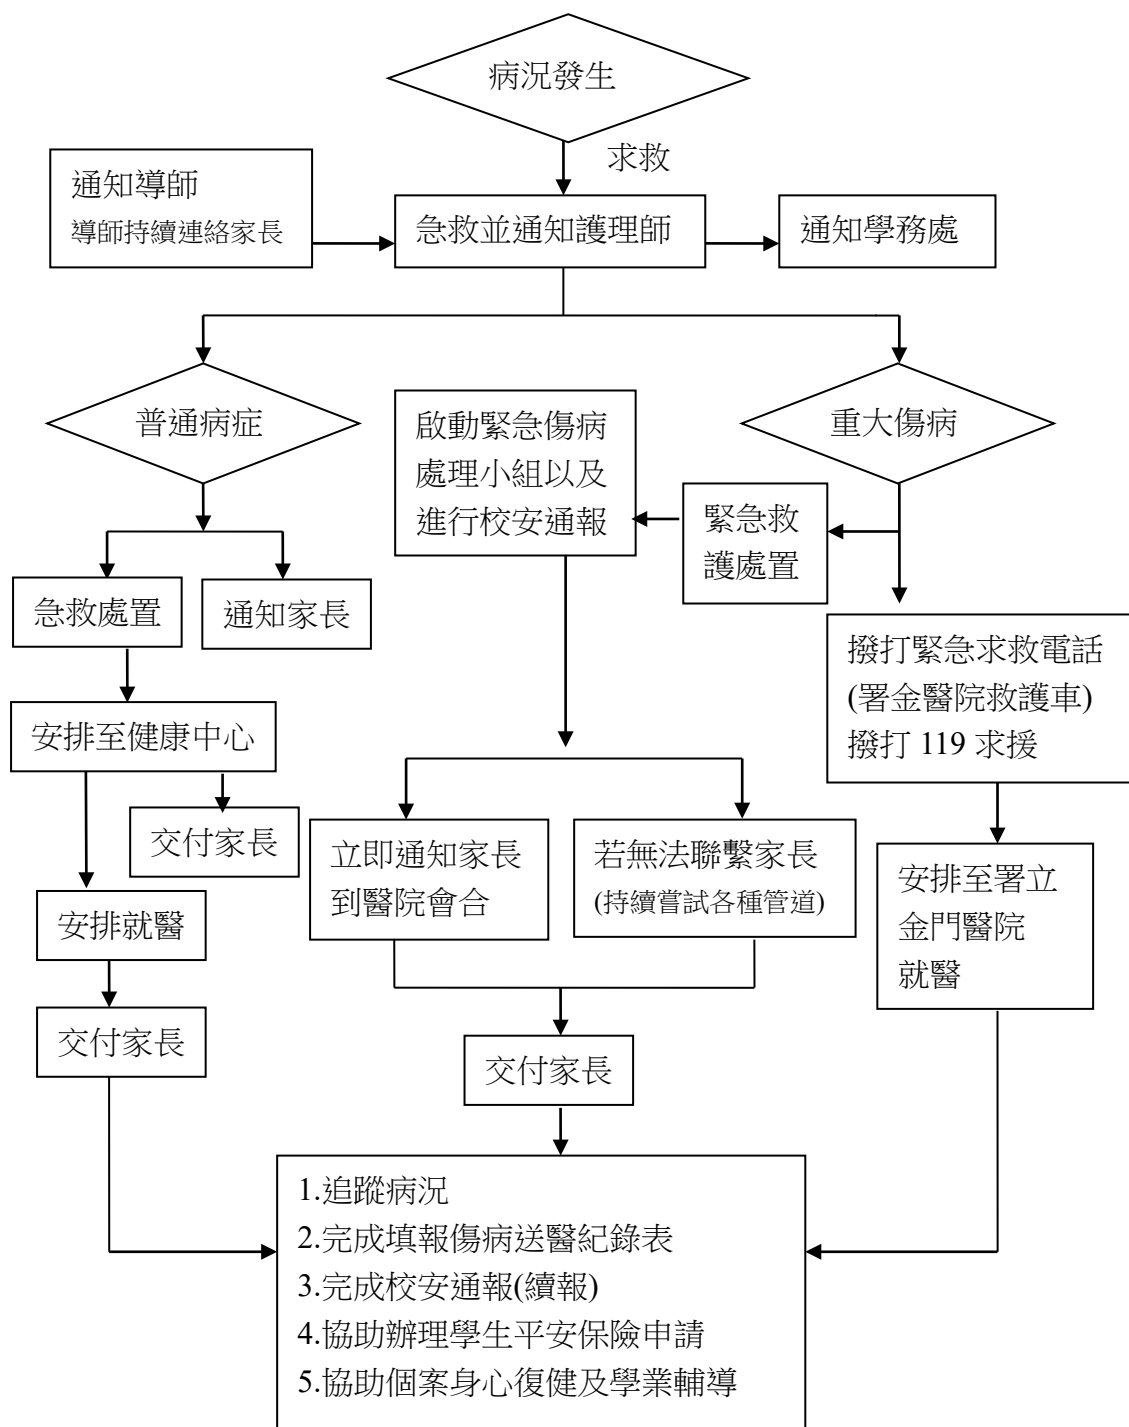 病況發生
求救
通知導師
導師持續連絡家長
急救並通知護理師
通知學務處
普通病症
啟動緊急傷病
處理小組以及
進行校安通報
重大傷病
緊急救
護處置
急救處置
通知家長
撥打緊急求救電話
(署金醫院救護車)
撥打 119 求援
安排至健康中心
交付家長
立即通知家長
到醫院會合
若無法聯繫家長
(持續嘗試各種管道)
安排至署立
金門醫院
就醫
安排就醫
交付家長
交付家長
1.追蹤病況
2.完成填報傷病送醫紀錄表
3.完成校安通報(續報)
4.協助辦理學生平安保險申請
5.協助個案身心復健及學業輔導